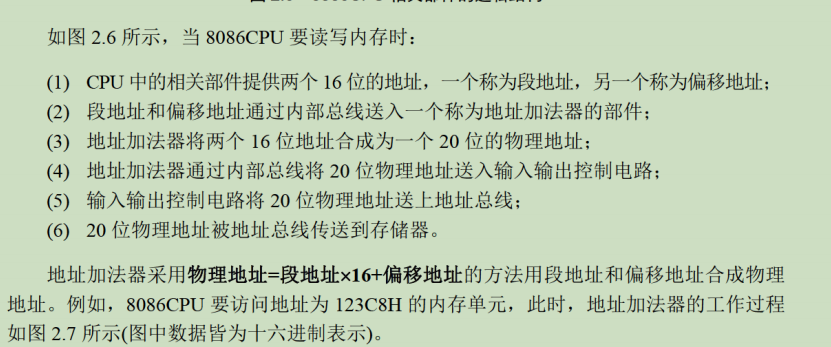 如图 2.6 所示，当 8086CPU 要读写内存时：
(1) CPU 中的相关部件提供两个 16 位的地址，一个称为段地址，另一个称为偏移地址；
(2) 段地址和偏移地址通过内部总线送入一个称为地址加法器的部件；
(3) 地址加法器将两个 16 位地址合成为一个 20 位的物理地址；
(4) 地址加法器通过内部总线将 20 位物理地址送入输入输出控制电路；
(5) 输入输出控制电路将 20 位物理地址送上地址总线；
(6) 20 位物理地址被地址总线传送到存储器。
地址加法器采用物理地址=段地址×16+偏移地址的方法用段地址和偏移地址合成物理
地址。例如，8086CPU 要访问地址为 123C8H 的内存单元，此时，地址加法器的工作过程
如图 2.7 所示(图中数据皆为十六进制表示)。